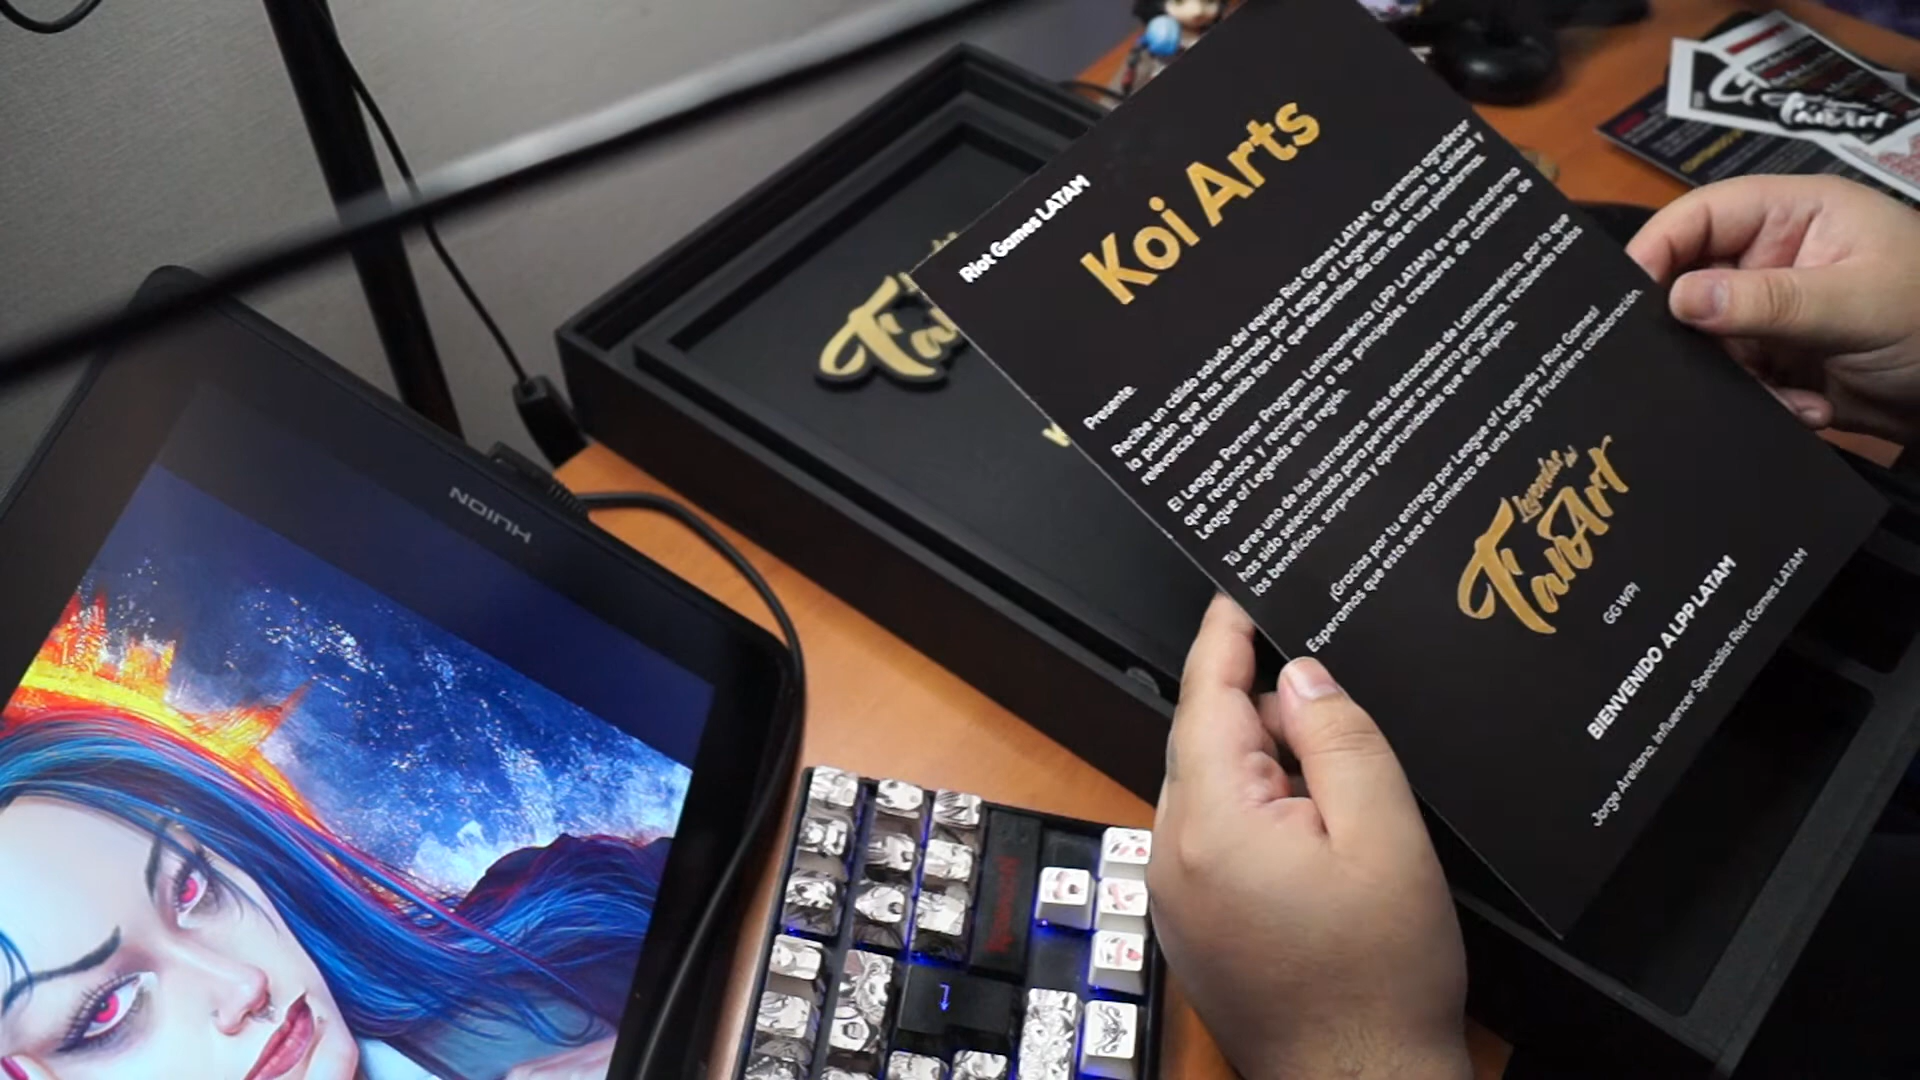 Riot Games LATAM
Koi Arts
Presente.
Recibe un cálido saludo del equipo Riot Games LATAM. Queremos agradecer
la pasión que has mostrado por League of Legends, así como la calidad y
relevancia del contenido fan art que desarrollas día con día en tus plataformas.
El League Partner Program Latinoamérica (LPP LATAM) es una plataforma
que reconoce y recompensa a los principales creadores de contenido de
League of Legends en la región.
Tú eres uno de los ilustradores más destacados de Latinoamérica, por lo que
has sido seleccionado para pertenecer a nuestro programa, recibiendo todos
los beneficios, sorpresas y oportunidades que ello implica.
¡Gracias por tu entrega por League of Legends y Riot Games!
Esperamos que esto sea el comienzo de una larga y fructífera colaboración.
Leyendas del
FanArt
GG WP!
BIENVENIDO A LPP LATAM
Jorge Arellano, Influencer Specialist Riot Games LATAM
HUION